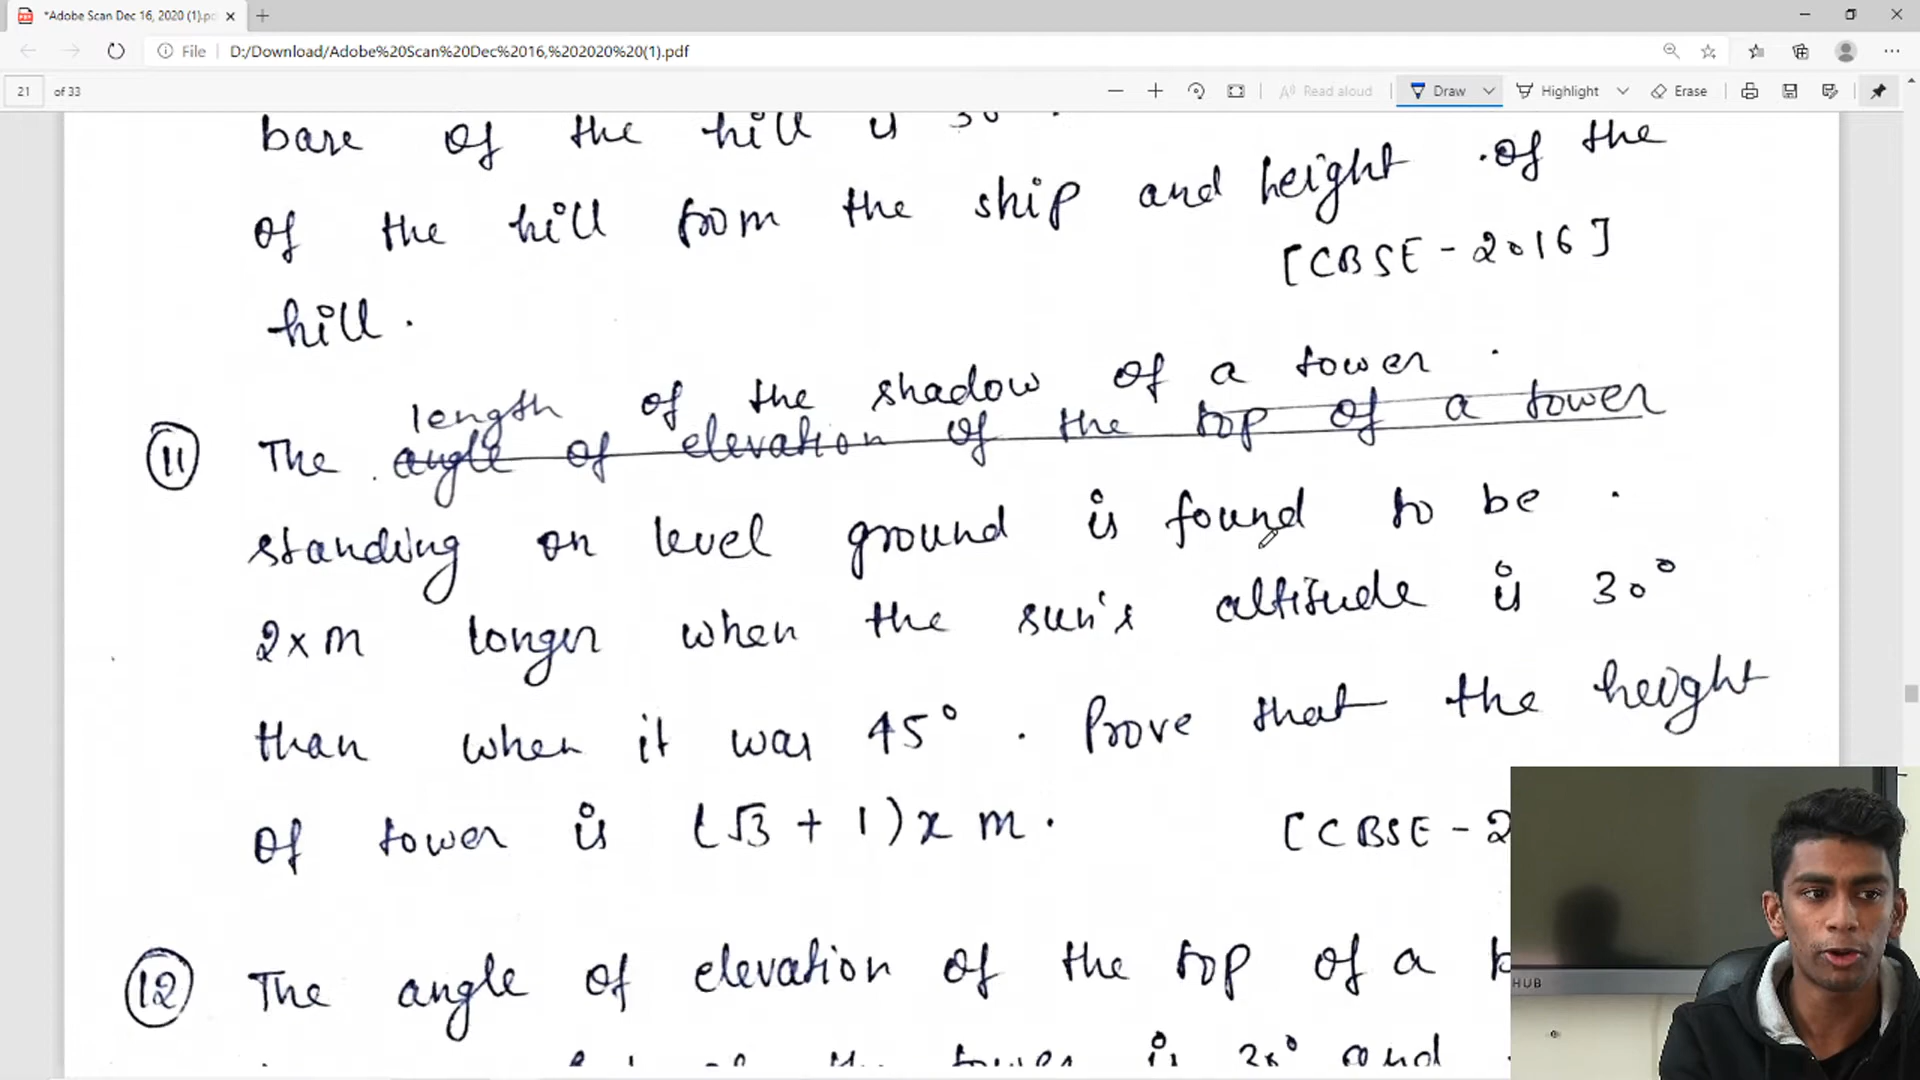 *Adobe Scan Dec 16, 2020 (1).pd
File D:/Download/Adobe%20Scan%20Dec%2016,%202020%20(1).pdf
21 of 33 Read aloud Draw Highlight Erase
base of the hill is 30°.
of the hill from the ship and height of the
hill.
[CBSE - 2016]
length of the shadow of a tower.
11 The angle of elevation of the top of a tower
standing on level ground is found to be
2x m longer when the sun's altitude is 30°
than when it was 45°. Prove that the height
of tower is (√3 + 1)x m. [CBSE - 2
12 The angle of elevation of the top of a b
HUB
is 30° and